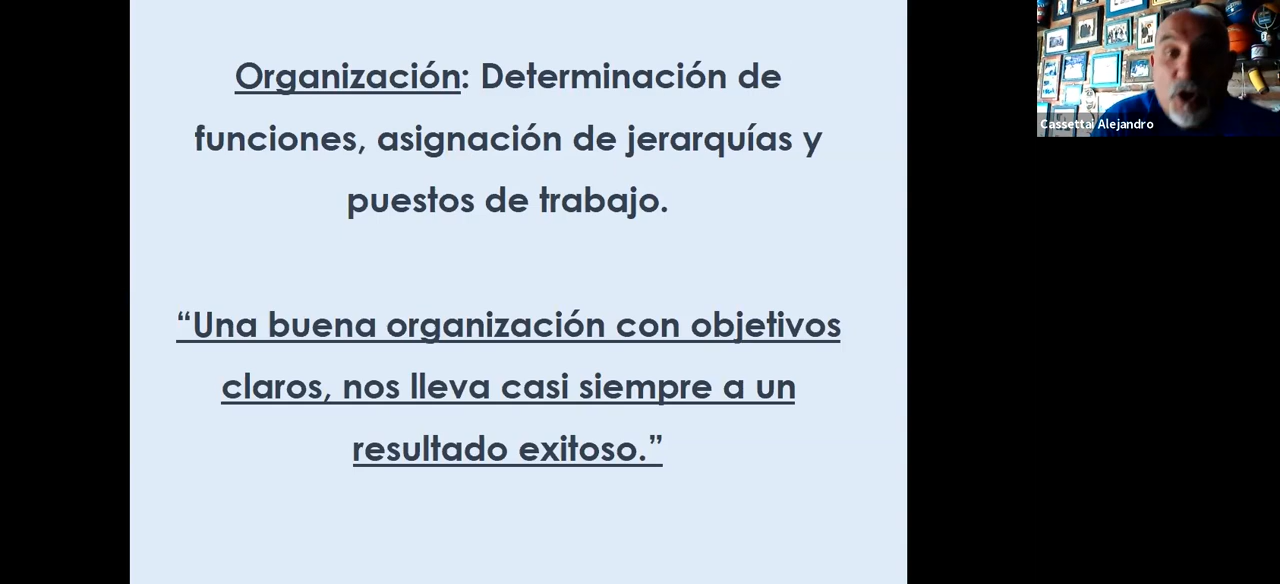 Organización: Determinación de
funciones, asignación de jerarquías y
puestos de trabajo.
“Una buena organización con objetivos
claros, nos lleva casi siempre a un
resultado exitoso.”
Cassettai Alejandro